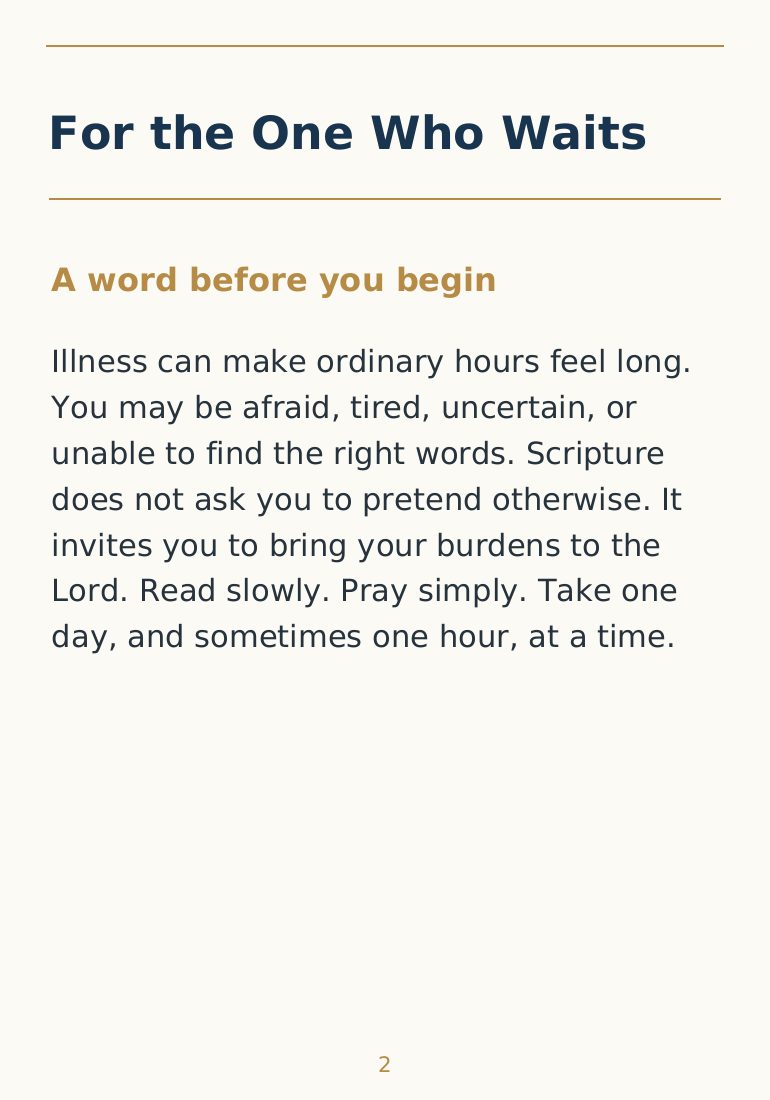 For the One Who Waits
A word before you begin
Illness can make ordinary hours feel long.
You may be afraid, tired, uncertain, or
unable to find the right words. Scripture
does not ask you to pretend otherwise. It
invites you to bring your burdens to the
Lord. Read slowly. Pray simply. Take one
day, and sometimes one hour, at a time.
2